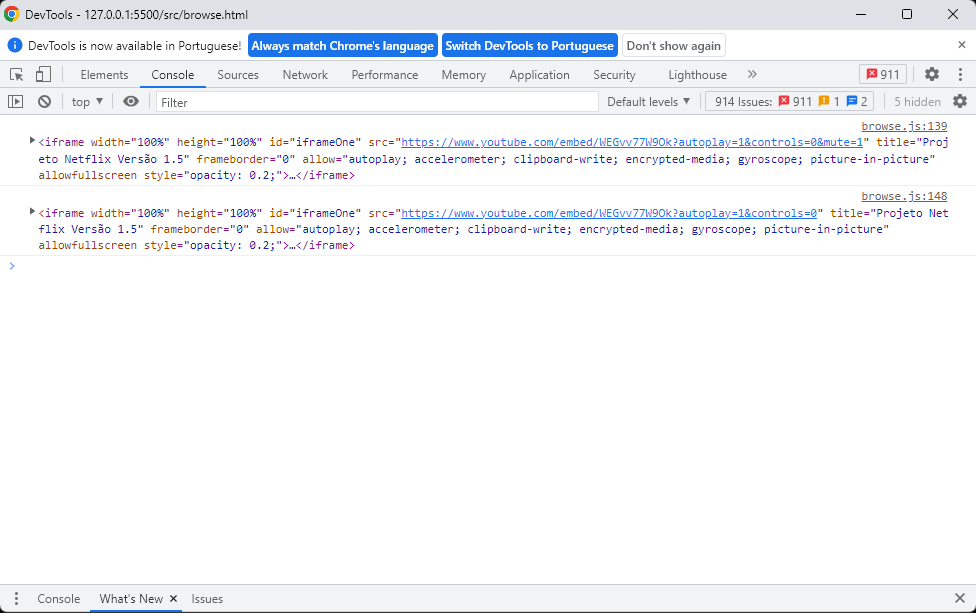 DevTools - 127.0.0.1:5500/src/browse.html
DevTools is now available in Portuguese! Always match Chrome's language Switch DevTools to Portuguese Don't show again
Elements Console Sources Network Performance Memory Application Security Lighthouse » 911
top Filter Default levels 914 Issues: 911 1 2 5 hidden
browse.js:139
<iframe width="100%" height="100%" id="iframeOne" src="https://www.youtube.com/embed/WEGvv77W9Ok?autoplay=1&controls=0&mute=1" title="Proj
eto Netflix Versão 1.5" frameborder="0" allow="autoplay; accelerometer; clipboard-write; encrypted-media; gyroscope; picture-in-picture"
allowfullscreen style="opacity: 0.2;">…</iframe>
browse.js:148
<iframe width="100%" height="100%" id="iframeOne" src="https://www.youtube.com/embed/WEGvv77W9Ok?autoplay=1&controls=0" title="Projeto Net
flix Versão 1.5" frameborder="0" allow="autoplay; accelerometer; clipboard-write; encrypted-media; gyroscope; picture-in-picture"
allowfullscreen style="opacity: 0.2;">…</iframe>
Console What's New Issues